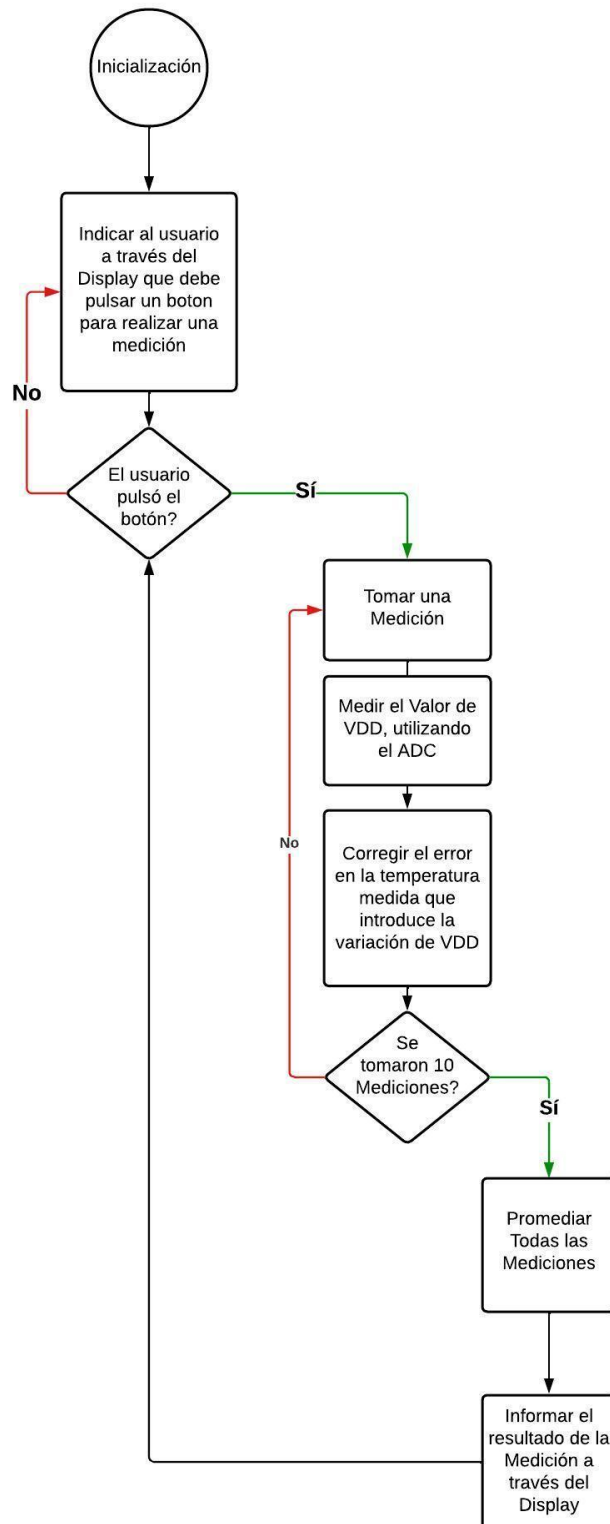 Inicialización
Indicar al usuario
a través del
Display que debe
pulsar un boton
para realizar una
medición
No
El usuario
pulsó el
botón?
Sí
Tomar una
Medición
Medir el Valor de
VDD, utilizando
el ADC
Corregir el error
en la temperatura
medida que
introduce la
variación de VDD
No
Se
tomaron 10
Mediciones?
Sí
Promediar
Todas las
Mediciones
Informar el
resultado de la
Medición a
través del
Display